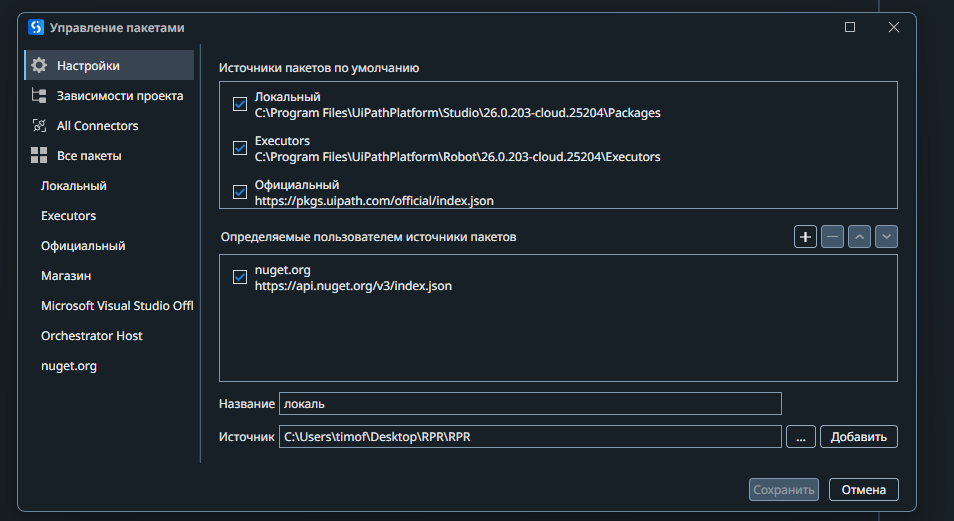 Управление пакетами
Настройки
Зависимости проекта
All Connectors
Все пакеты
Локальный
Executors
Официальный
Магазин
Microsoft Visual Studio Offl
Orchestrator Host
nuget.org
Источники пакетов по умолчанию
Локальный
C:\Program Files\UiPathPlatform\Studio\26.0.203-cloud.25204\Packages
Executors
C:\Program Files\UiPathPlatform\Robot\26.0.203-cloud.25204\Executors
Официальный
https://pkgs.uipath.com/official/index.json
Определяемые пользователем источники пакетов
nuget.org
https://api.nuget.org/v3/index.json
Название локаль
Источник C:\Users\timof\Desktop\RPR\RPR ... Добавить
Сохранить Отмена